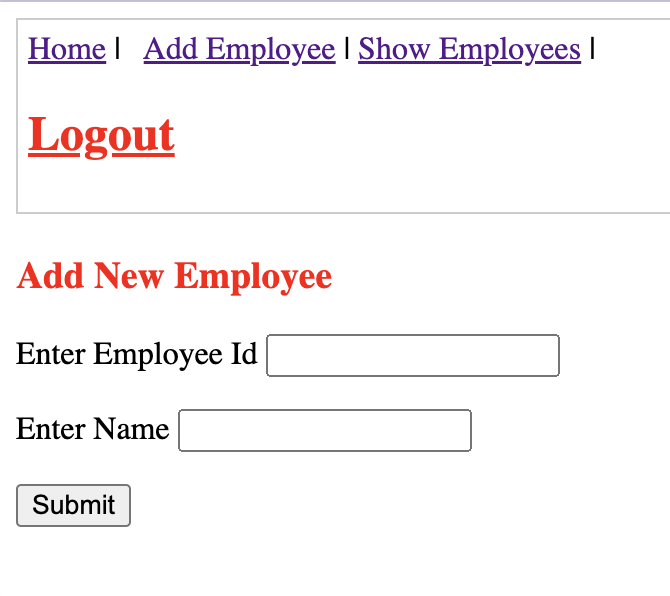 Home | Add Employee | Show Employees |
Logout
Add New Employee
Enter Employee Id
Enter Name
Submit